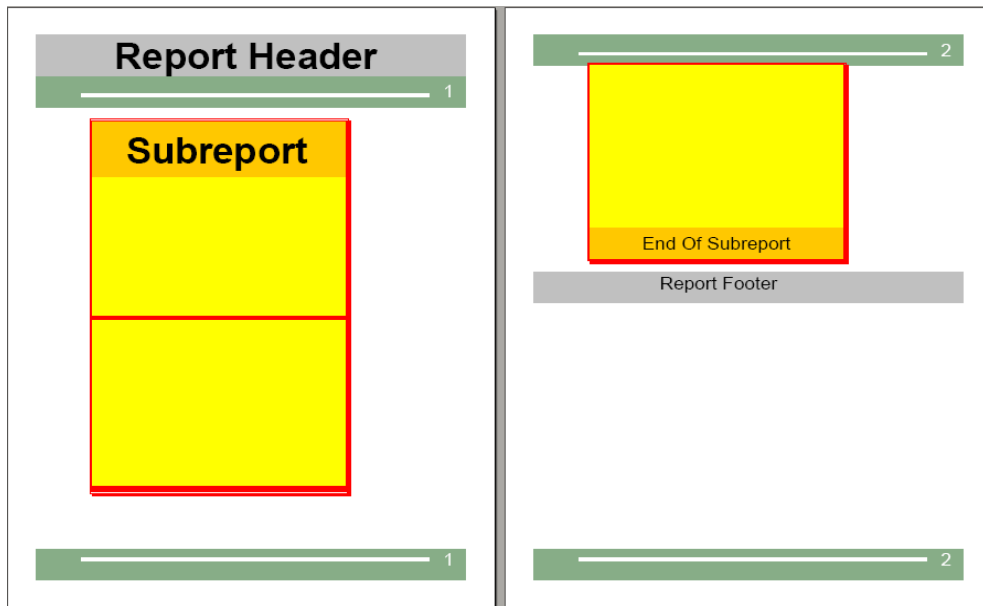 Report Header
1
Subreport
1
2
End Of Subreport
Report Footer
2